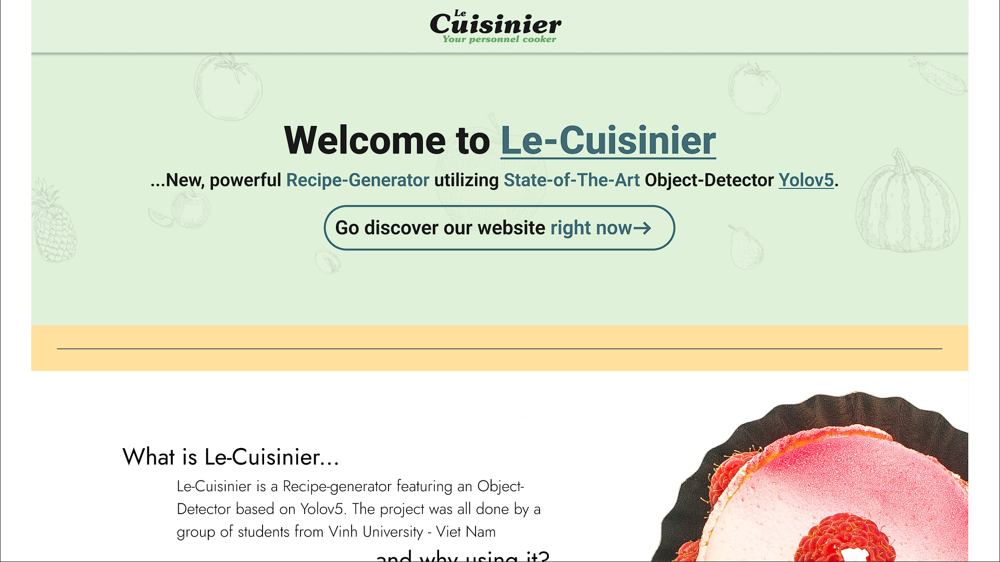 Le
Cuisinier
Your personnel cooker
Welcome to Le-Cuisinier
...New, powerful Recipe-Generator utilizing State-of-The-Art Object-Detector Yolov5.
Go discover our website right now→
What is Le-Cuisinier...
Le-Cuisinier is a Recipe-generator featuring an Object-
Detector based on Yolov5. The project was all done by a
group of students from Vinh University - Viet Nam
and why using it?